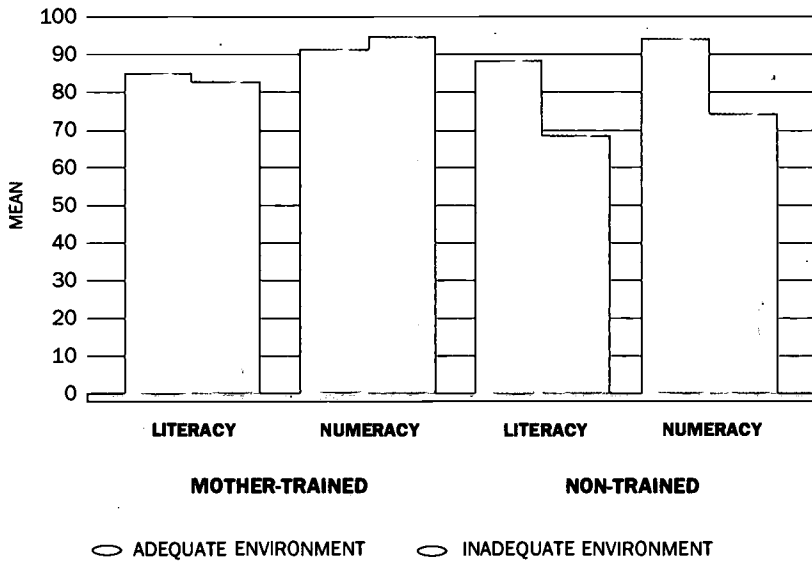 100
90
80
70
60
50
40
30
20
10
0
MEAN
LITERACY NUMERACY LITERACY NUMERACY
MOTHER-TRAINED NON-TRAINED
ADEQUATE ENVIRONMENT INADEQUATE ENVIRONMENT